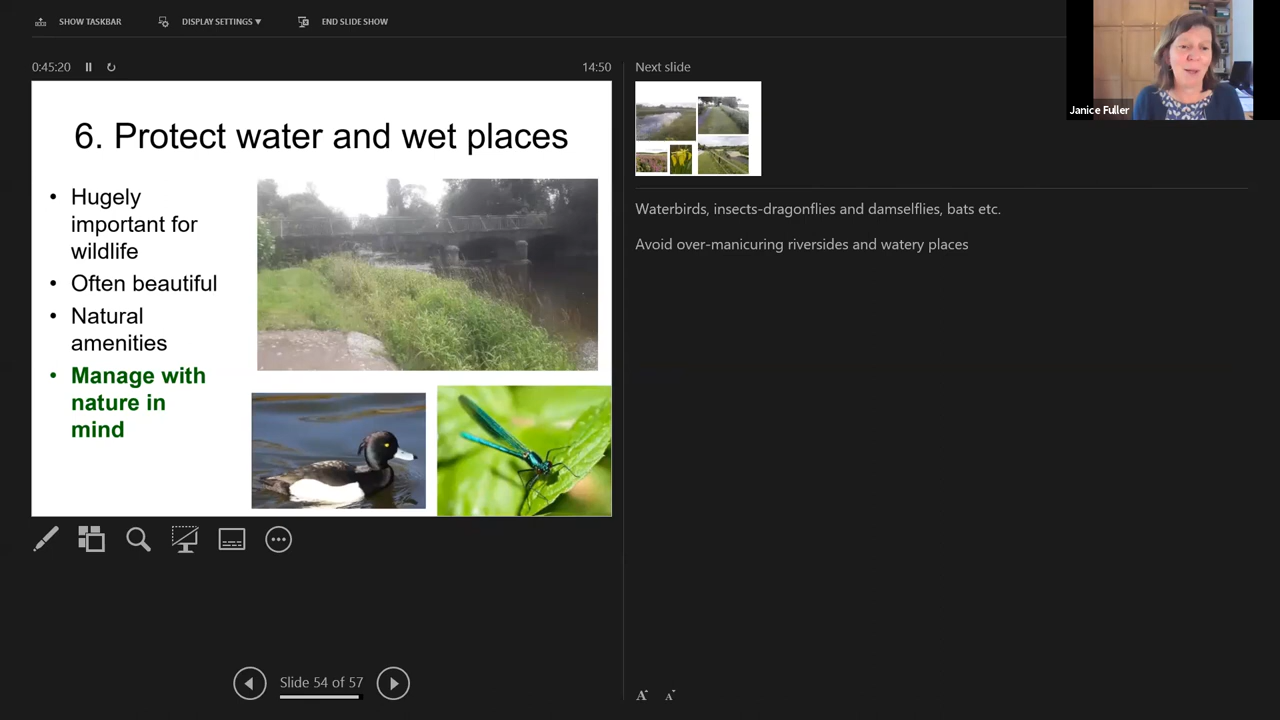 SHOW TASKBAR
DISPLAY SETTINGS ▼
END SLIDE SHOW
0:45:20
14:50
Next slide
Janice Fuller
6. Protect water and wet places
• Hugely
important for
wildlife
• Often beautiful
• Natural
amenities
• Manage with
nature in
mind
Waterbirds, insects-dragonflies and damselflies, bats etc.
Avoid over-manicuring riversides and watery places
Slide 54 of 57
A A